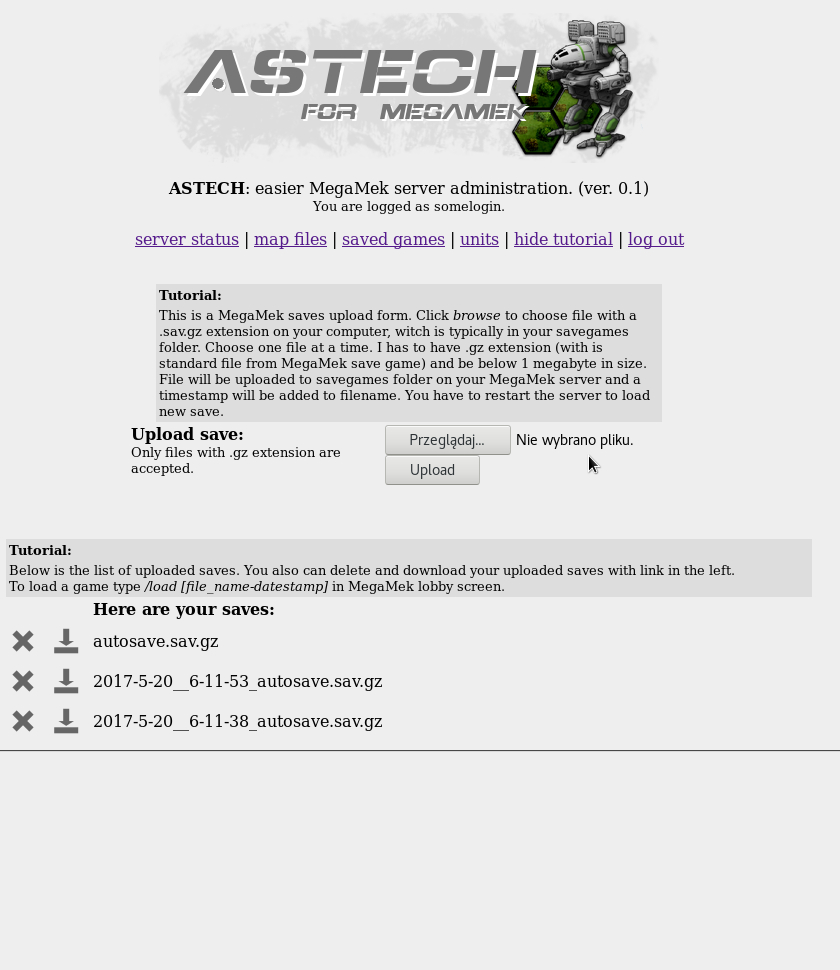 ASTECH
FOR MEGAMEK
ASTECH: easier MegaMek server administration. (ver. 0.1)
You are logged as somelogin.
server status | map files | saved games | units | hide tutorial | log out
Tutorial:
This is a MegaMek saves upload form. Click browse to choose file with a
.sav.gz extension on your computer, witch is typically in your savegames
folder. Choose one file at a time. I has to have .gz extension (with is
standard file from MegaMek save game) and be below 1 megabyte in size.
File will be uploaded to savegames folder on your MegaMek server and a
timestamp will be added to filename. You have to restart the server to load
new save.
Upload save:
Only files with .gz extension are
accepted.
Przeglądaj... Nie wybrano pliku.
Upload
Tutorial:
Below is the list of uploaded saves. You also can delete and download your uploaded saves with link in the left.
To load a game type /load [file_name-datestamp] in MegaMek lobby screen.
Here are your saves:
autosave.sav.gz
2017-5-20__6-11-53_autosave.sav.gz
2017-5-20__6-11-38_autosave.sav.gz